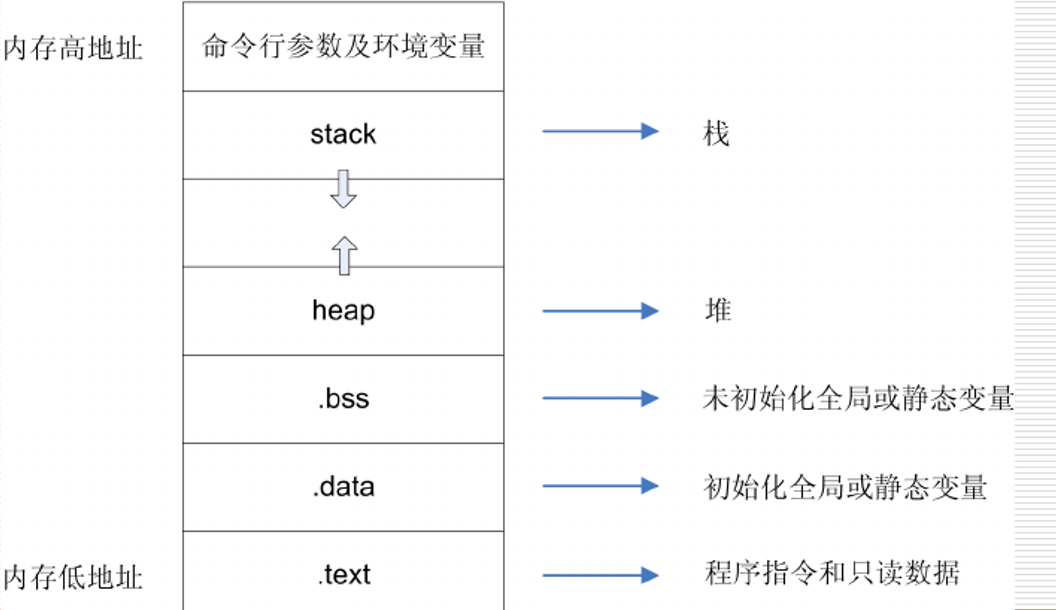 内存高地址
命令行参数及环境变量
stack
栈
heap
堆
.bss
未初始化全局或静态变量
.data
初始化全局或静态变量
内存低地址
.text
程序指令和只读数据